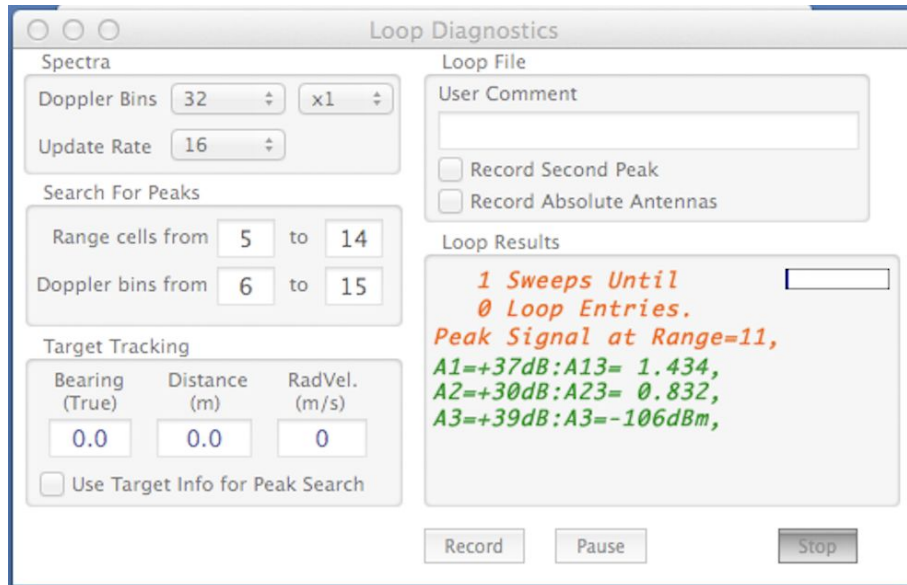 Loop Diagnostics
Spectra
Doppler Bins 32 x1
Update Rate 16
Search For Peaks
Range cells from 5 to 14
Doppler bins from 6 to 15
Target Tracking
Bearing Distance RadVel.
(True) (m) (m/s)
0.0 0.0 0
Use Target Info for Peak Search
Loop File
User Comment
Record Second Peak
Record Absolute Antennas
Loop Results
1 Sweeps Until
0 Loop Entries.
Peak Signal at Range=11,
A1=+37dB:A13= 1.434,
A2=+30dB:A23= 0.832,
A3=+39dB:A3=-106dBm,
Record Pause Stop